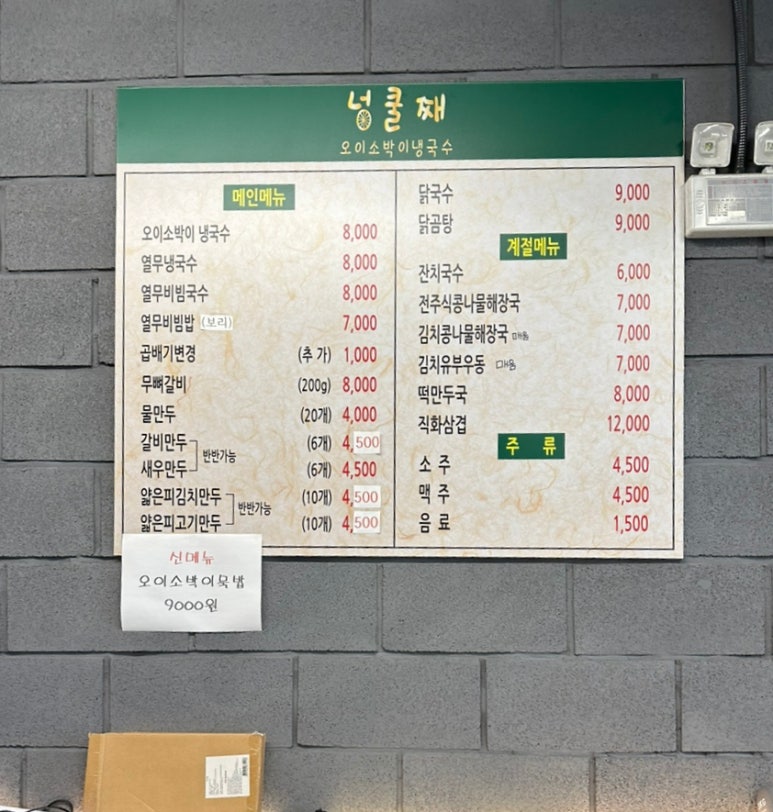 넝쿨째
오이소박이냉국수
메인메뉴
오이소박이 냉국수 8,000
열무냉국수 8,000
열무비빔국수 8,000
열무비빔밥 (보리) 7,000
곱배기변경 (추 가) 1,000
무뼈갈비 (200g) 8,000
물만두 (20개) 4,000
갈비만두 (6개) 4,500
반반가능
새우만두 (6개) 4,500
얇은피김치만두 (10개) 4,500
반반가능
얇은피고기만두 (10개) 4,500
닭국수 9,000
닭곰탕 9,000
계절메뉴
잔치국수 6,000
전주식콩나물해장국 7,000
김치콩나물해장국 매움 7,000
김치유부우동 매움 7,000
떡만두국 8,000
직화삼겹 12,000
주 류
소 주 4,500
맥 주 4,500
음 료 1,500
신메뉴
오이소박이묵밥
9000원